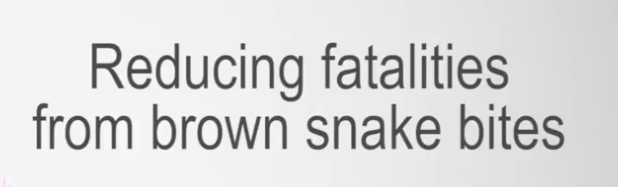 Reducing fatalities
from brown snake bites